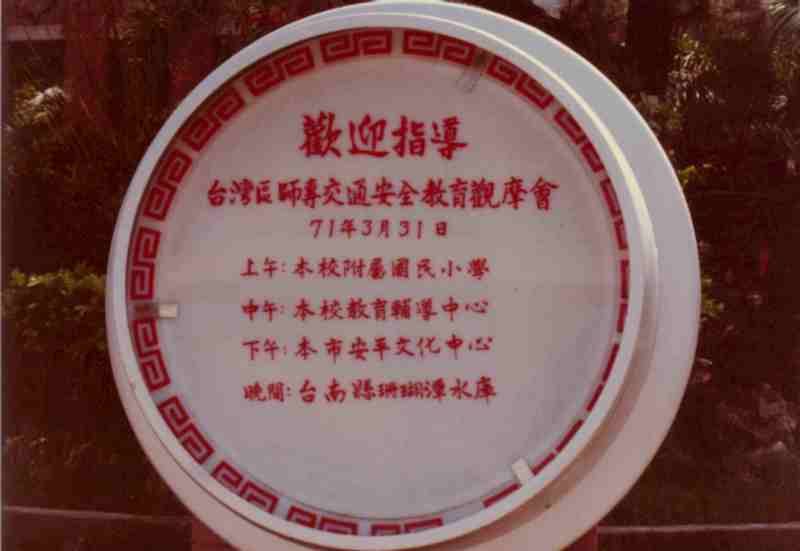 歡迎指導
台灣區師專交通安全教育觀摩會
71年3月31日
上午:本校附屬國民小學
中午:本校教育輔導中心
下午:本市安平文化中心
晚間:台南縣珊瑚潭水庫